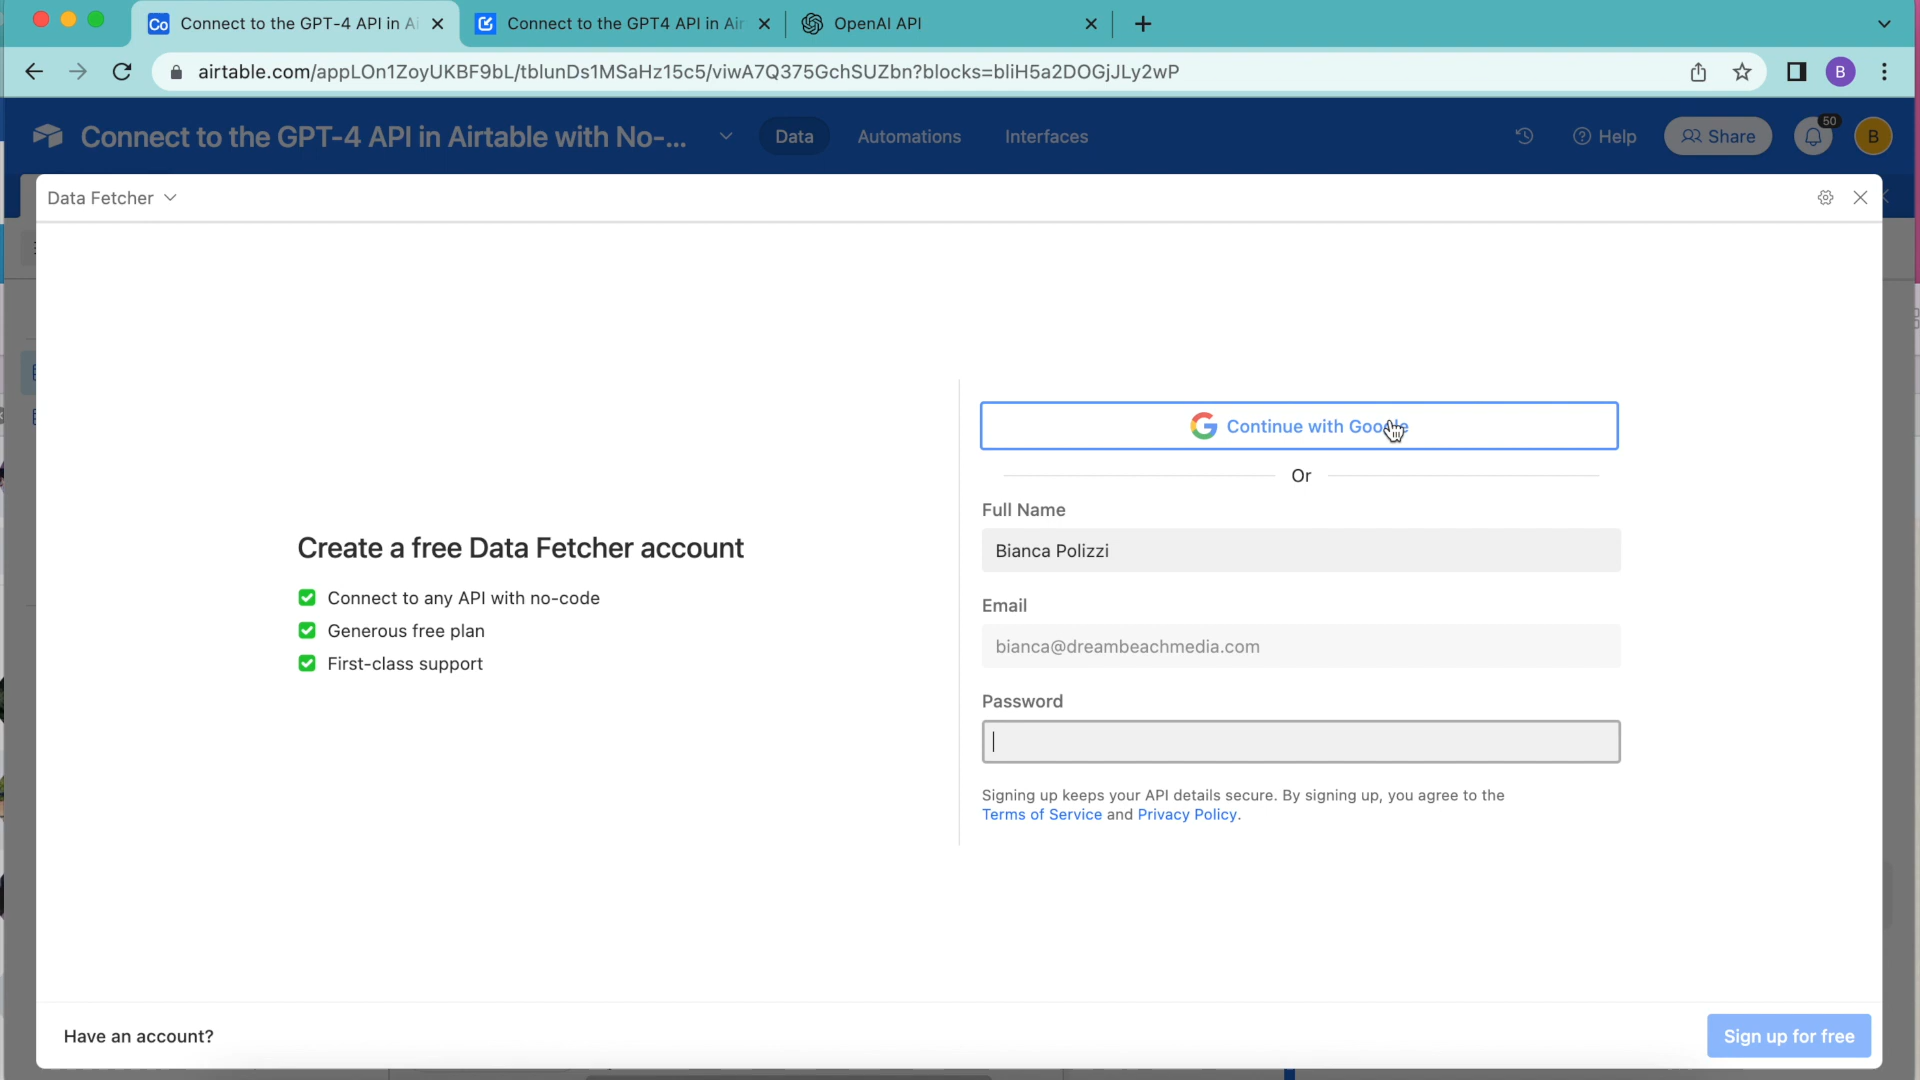 Co Connect to the GPT-4 API in Ai
Connect to the GPT4 API in Air
OpenAI API
airtable.com/appLOn1ZoyUKBF9bL/tblunDs1MSaHz15c5/viwA7Q375GchSUZbn?blocks=bliH5a2DOGjJLy2wP
B
Connect to the GPT-4 API in Airtable with No-...
Data
Automations
Interfaces
Help
Share
50
B
Data Fetcher
Continue with Google
Or
Full Name
Bianca Polizzi
Create a free Data Fetcher account
Connect to any API with no-code
Generous free plan
First-class support
Email
bianca@dreambeachmedia.com
Password
Signing up keeps your API details secure. By signing up, you agree to the
Terms of Service and Privacy Policy.
Have an account?
Sign up for free